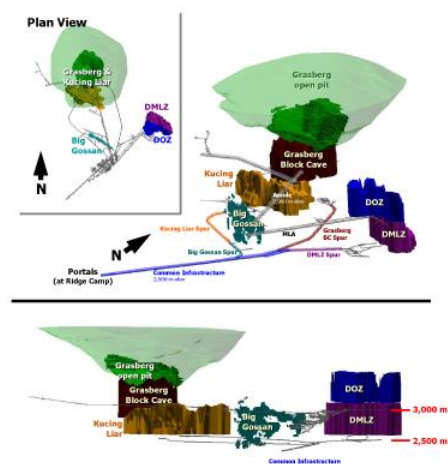 Plan View
Grasberg &
Kucing Liar
DMLZ
DOZ
Big
Gossan
N
Grasberg
open pit
Grasberg
Block Cave
Kucing
Liar
DOZ
Big
Gossan
DMLZ
Kucing Liar Spur
MLA
Grasberg
BC Spur
N
Big Gossan Spur
DMLZ Spur
Portals
(at Ridge Camp)
Common Infrastructure
Grasberg
open pit
Grasberg
Block Cave
Kucing
Liar
Big
Gossan
DOZ
DMLZ
3,000 m
2,500 m
Common Infrastructure